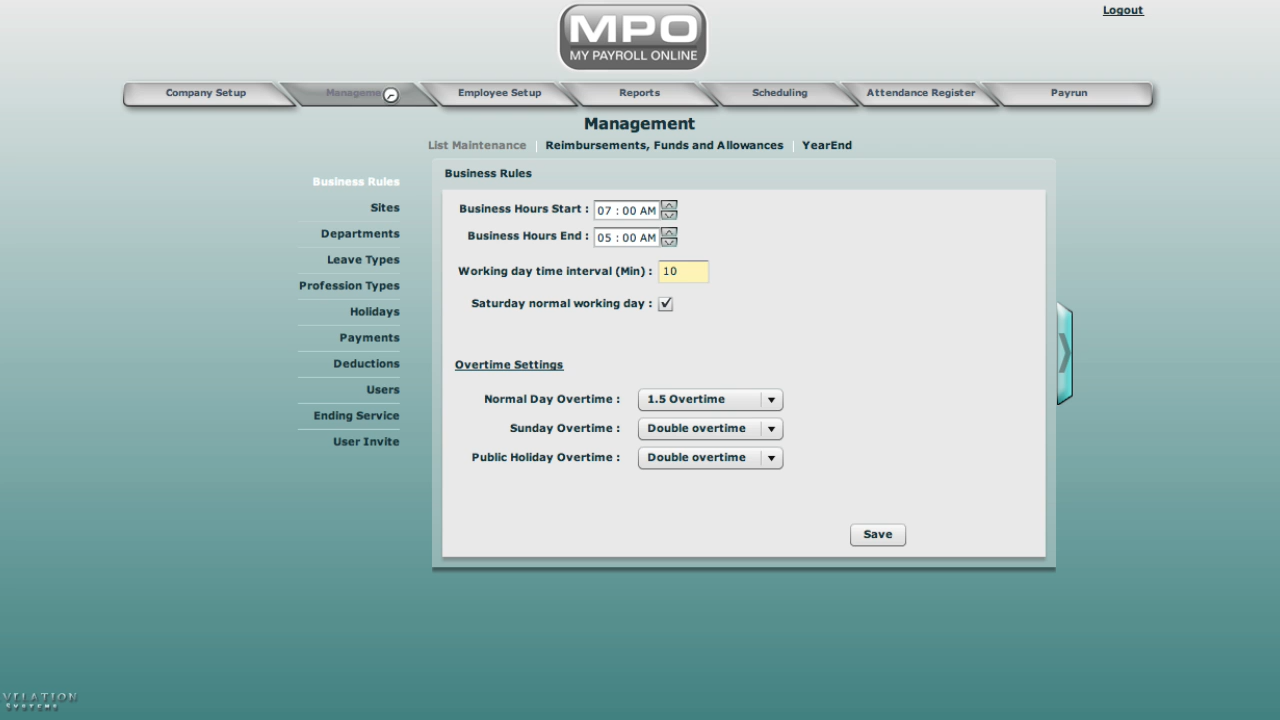 Logout
MPO
MY PAYROLL ONLINE
Company Setup
Manageme
Employee Setup
Reports
Scheduling
Attendance Register
Payrun
Management
List Maintenance
Reimbursements, Funds and Allowances
YearEnd
Business Rules
Sites
Departments
Leave Types
Profession Types
Holidays
Payments
Deductions
Users
Ending Service
User Invite
Business Rules
Business Hours Start : 07 : 00 AM
Business Hours End : 05 : 00 AM
Working day time interval (Min) : 10
Saturday normal working day :
Overtime Settings
Normal Day Overtime : 1.5 Overtime
Sunday Overtime : Double overtime
Public Holiday Overtime : Double overtime
Save
VELATION
SYSTEMS